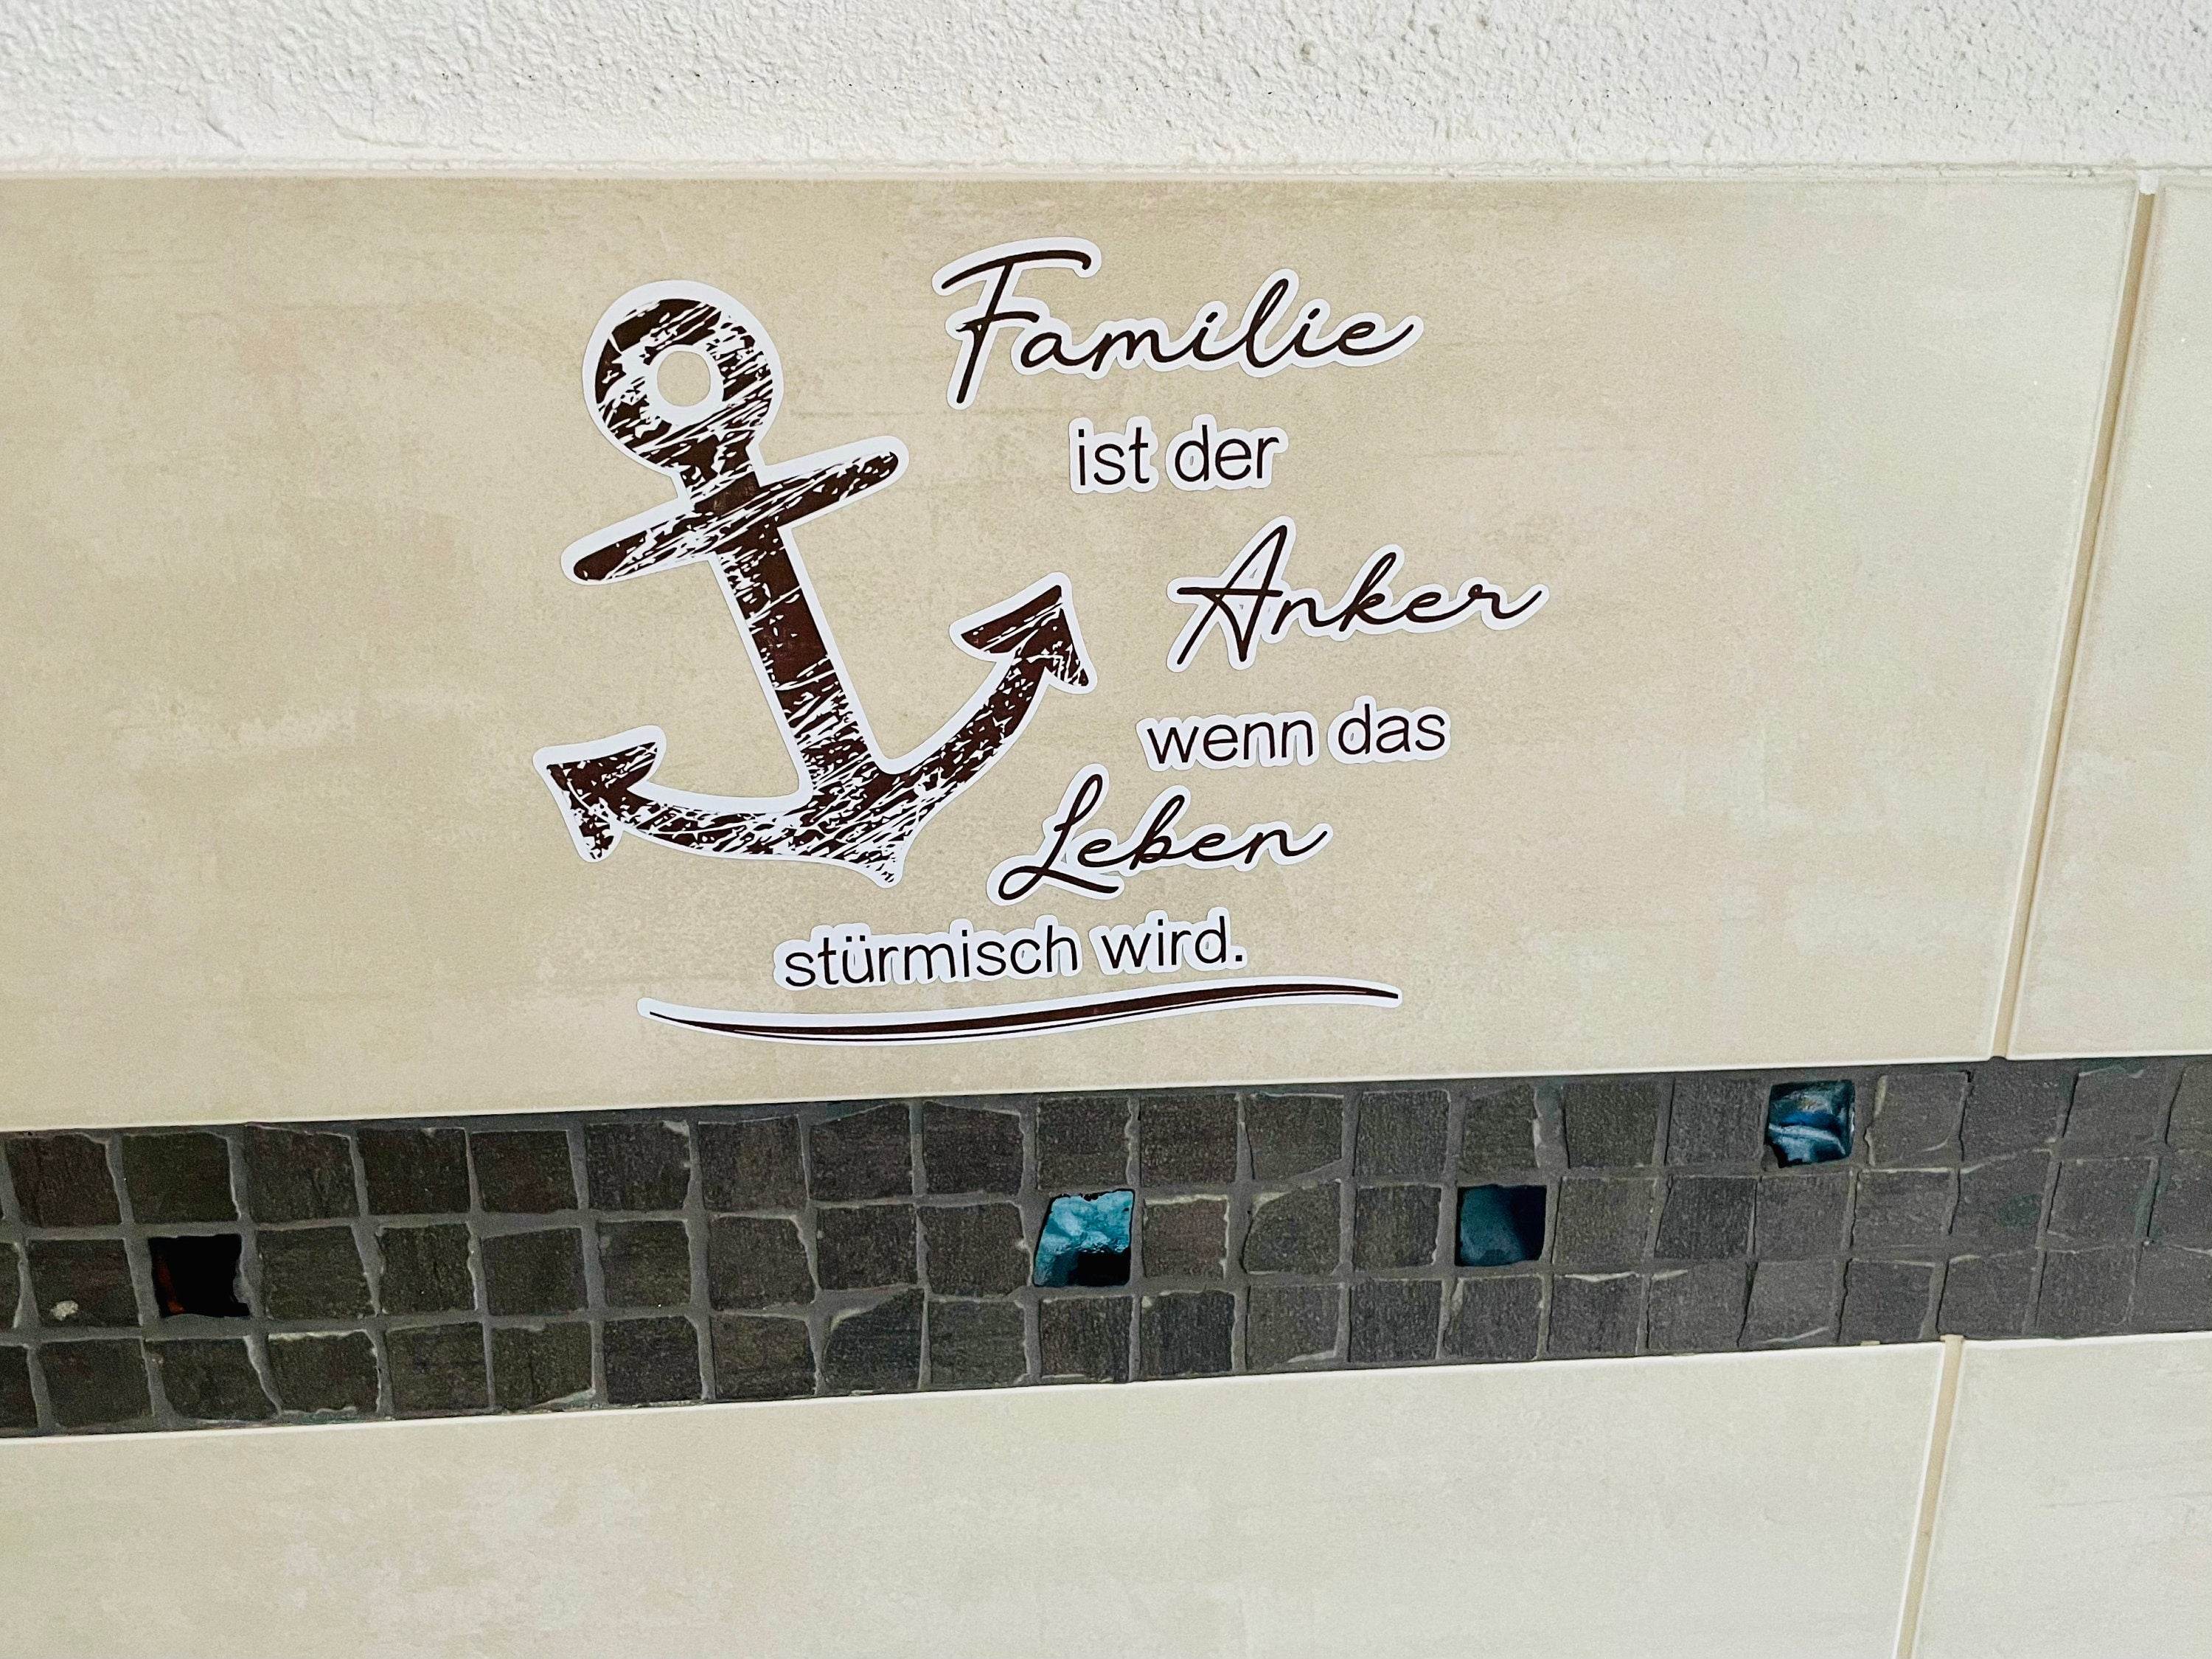 Familie
ist der
Anker
wenn das
Leben
stürmisch wird.